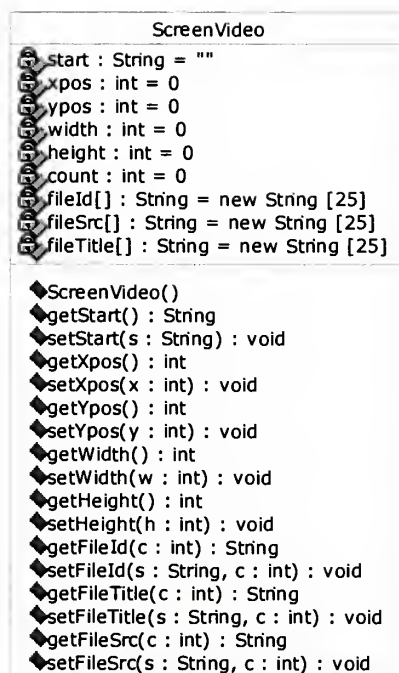 ScreenVideo
start : String = ""
xpos : int = 0
ypos : int = 0
width : int = 0
height : int = 0
count : int = 0
fileId[] : String = new String [25]
fileSrc[] : String = new String [25]
fileTitle[] : String = new String [25]
ScreenVideo()
getStart() : String
setStart(s : String) : void
getXpos() : int
setXpos(x : int) : void
getYpos() : int
setYpos(y : int) : void
getWidth() : int
setWidth(w : int) : void
getHeight() : int
setHeight(h : int) : void
getFileId(c : int) : String
setFileId(s : String, c : int) : void
getFileTitle(c : int) : String
setFileTitle(s : String, c : int) : void
getFileSrc(c : int) : String
setFileSrc(s : String, c : int) : void